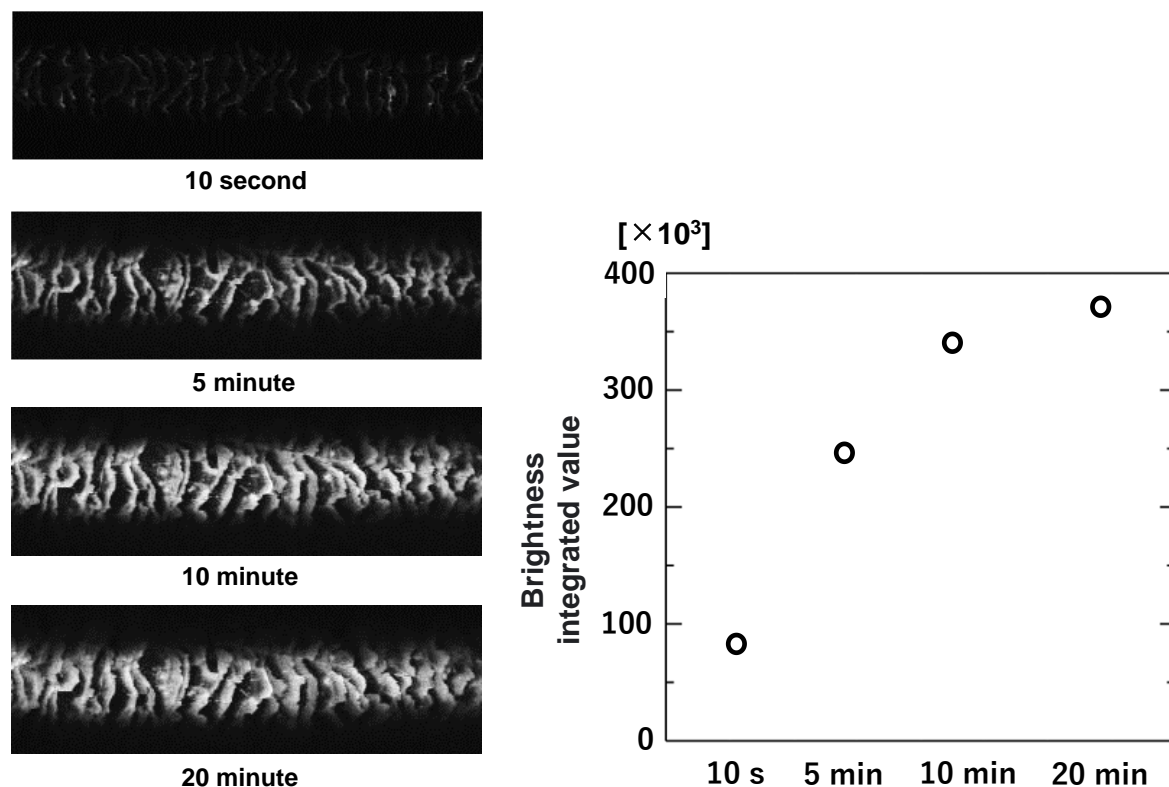 10 second
5 minute
10 minute
20 minute
[×10³]
400
300
200
100
0
Brightness
integrated value
10 s
5 min
10 min
20 min